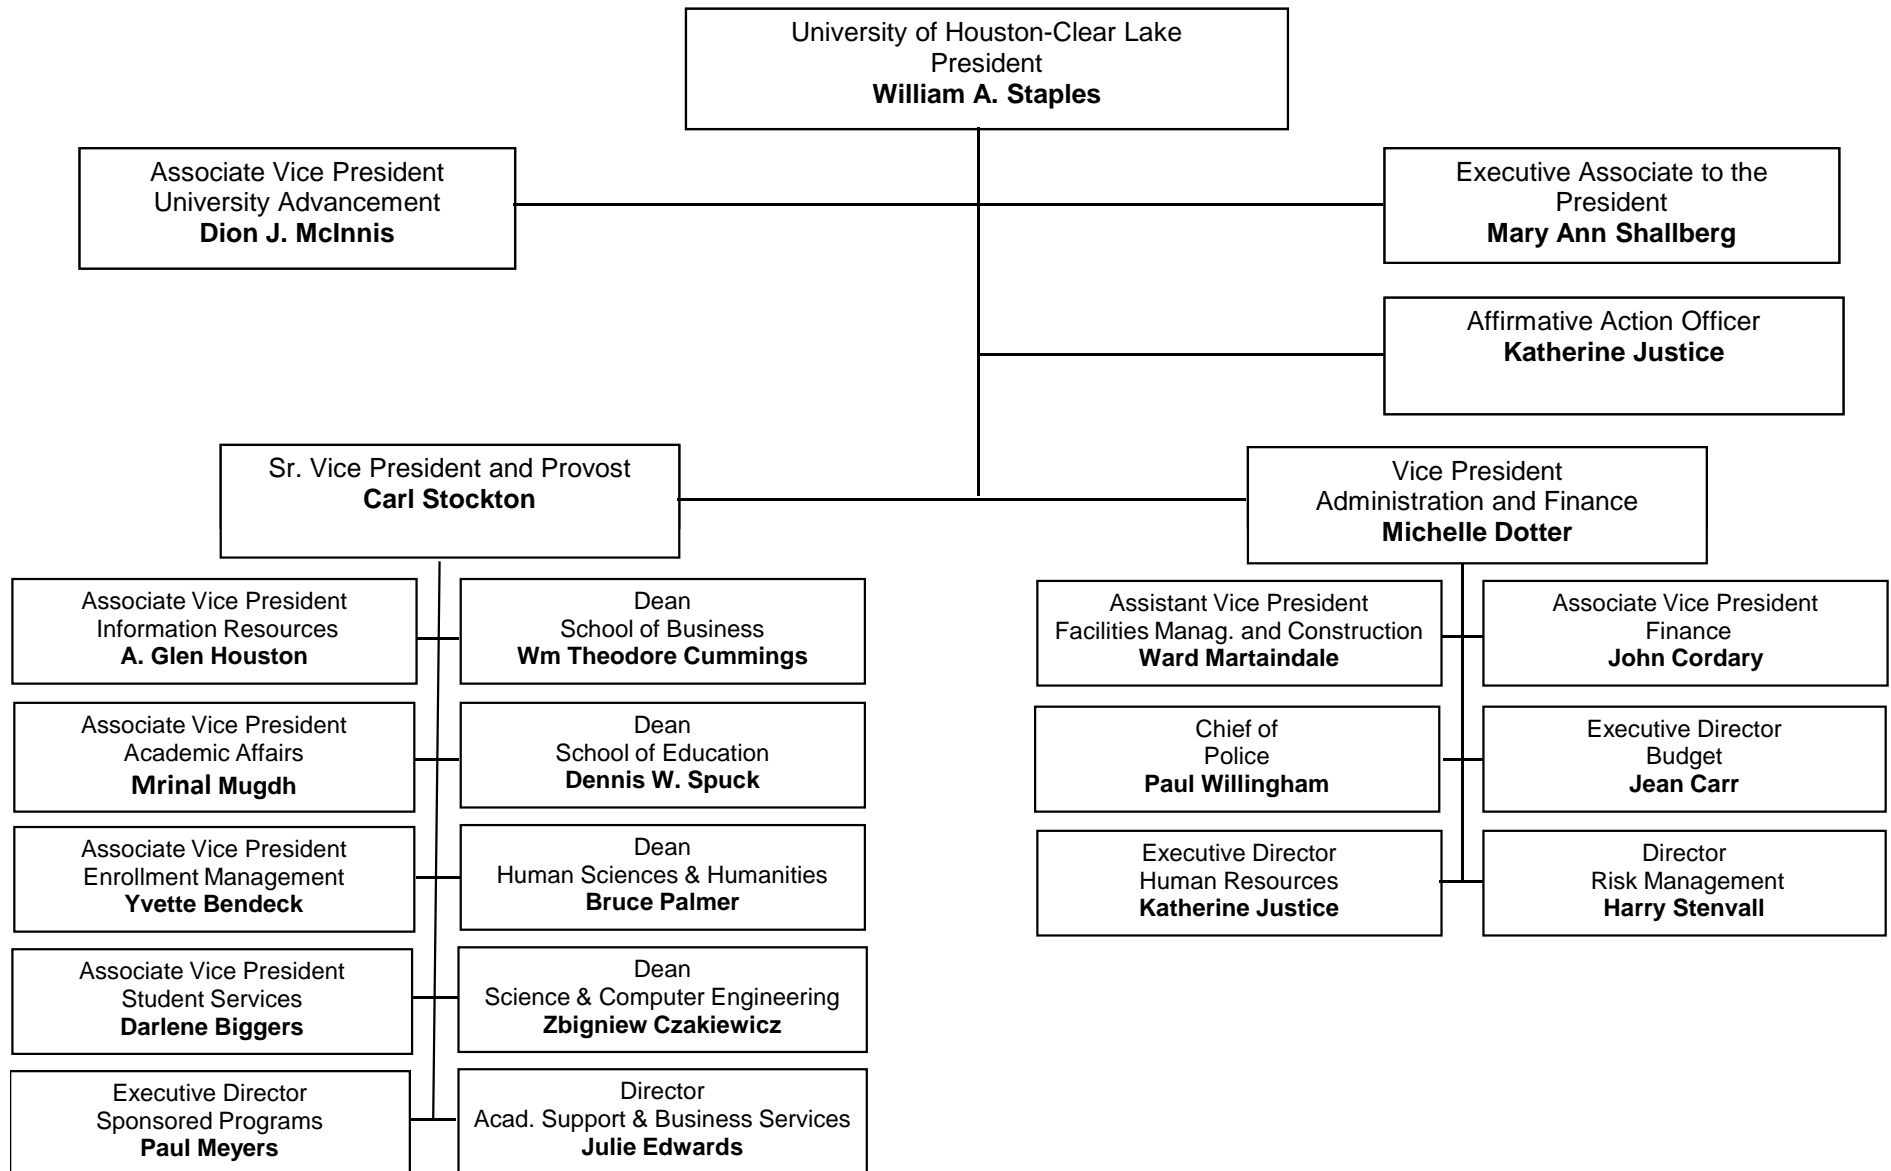 University of Houston-Clear Lake
President
William A. Staples
Associate Vice President
University Advancement
Dion J. McInnis
Executive Associate to the
President
Mary Ann Shallberg
Affirmative Action Officer
Katherine Justice
Sr. Vice President and Provost
Carl Stockton
Vice President
Administration and Finance
Michelle Dotter
Associate Vice President
Information Resources
A. Glen Houston
Dean
School of Business
Wm Theodore Cummings
Assistant Vice President
Facilities Manag. and Construction
Ward Martaindale
Associate Vice President
Finance
John Cordary
Associate Vice President
Academic Affairs
Mrinal Mugdh
Dean
School of Education
Dennis W. Spuck
Chief of
Police
Paul Willingham
Executive Director
Budget
Jean Carr
Associate Vice President
Enrollment Management
Yvette Bendeck
Dean
Human Sciences & Humanities
Bruce Palmer
Executive Director
Human Resources
Katherine Justice
Director
Risk Management
Harry Stenvall
Associate Vice President
Student Services
Darlene Biggers
Dean
Science & Computer Engineering
Zbigniew Czakiewicz
Executive Director
Sponsored Programs
Paul Meyers
Director
Acad. Support & Business Services
Julie Edwards